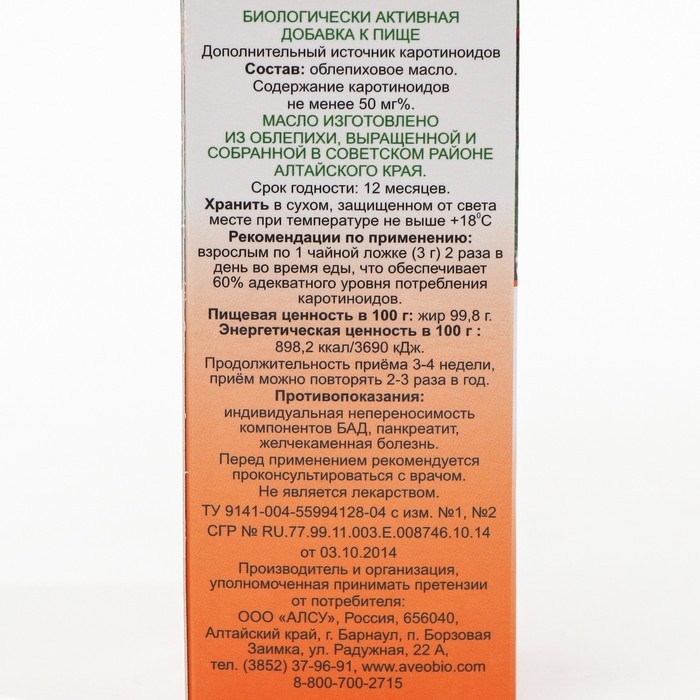 БИОЛОГИЧЕСКИ АКТИВНАЯ
ДОБАВКА К ПИЩЕ
Дополнительный источник каротиноидов
Состав: облепиховое масло.
Содержание каротиноидов
не менее 50 мг%.
МАСЛО ИЗГОТОВЛЕНО
ИЗ ОБЛЕПИХИ, ВЫРАЩЕННОЙ И
СОБРАННОЙ В СОВЕТСКОМ РАЙОНЕ
АЛТАЙСКОГО КРАЯ.
Срок годности: 12 месяцев.
Хранить в сухом, защищенном от света
месте при температуре не выше +18⁰С
Рекомендации по применению:
взрослым по 1 чайной ложке (3 г) 2 раза в
день во время еды, что обеспечивает
60% адекватного уровня потребления
каротиноидов.
Пищевая ценность в 100 г: жир 99,8 г.
Энергетическая ценность в 100 г :
898,2 ккал/3690 кДж.
Продолжительность приёма 3-4 недели,
приём можно повторять 2-3 раза в год.
Противопоказания:
индивидуальная непереносимость
компонентов БАД, панкреатит,
желчекаменная болезнь.
Перед применением рекомендуется
проконсультироваться с врачом.
Не является лекарством.
ТУ 9141-004-55994128-04 с изм. №1, №2
СГР № RU.77.99.11.003.E.008746.10.14
от 03.10.2014
Производитель и организация,
уполномоченная принимать претензии
от потребителя:
ООО «АЛСУ», Россия, 656040,
Алтайский край, г. Барнаул, п. Борзовая
Заимка, ул. Радужная, 22 А,
тел. (3852) 37-96-91, www.aveobio.com
8-800-700-2715